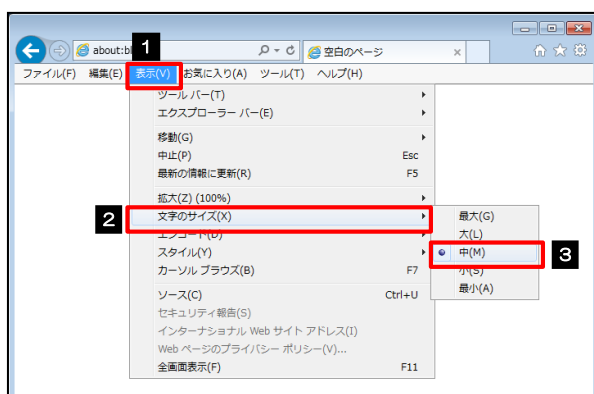 about:bl
空白のページ
1
ファイル(F) 編集(E) 表示(V) お気に入り(A) ツール(T) ヘルプ(H)
ツール バー(T)
エクスプローラー バー(E)
移動(G)
中止(P) Esc
最新の情報に更新(R) F5
拡大(Z) (100%)
2
文字のサイズ(X)
最大(G)
エンコード(D)
大(L)
スタイル(Y)
中(M)
3
カーソル ブラウズ(B) F7
小(S)
最小(A)
ソース(C) Ctrl+U
セキュリティ報告(S)
インターナショナル Web サイト アドレス(I)
Web ページのプライバシー ポリシー(V)...
全画面表示(F) F11